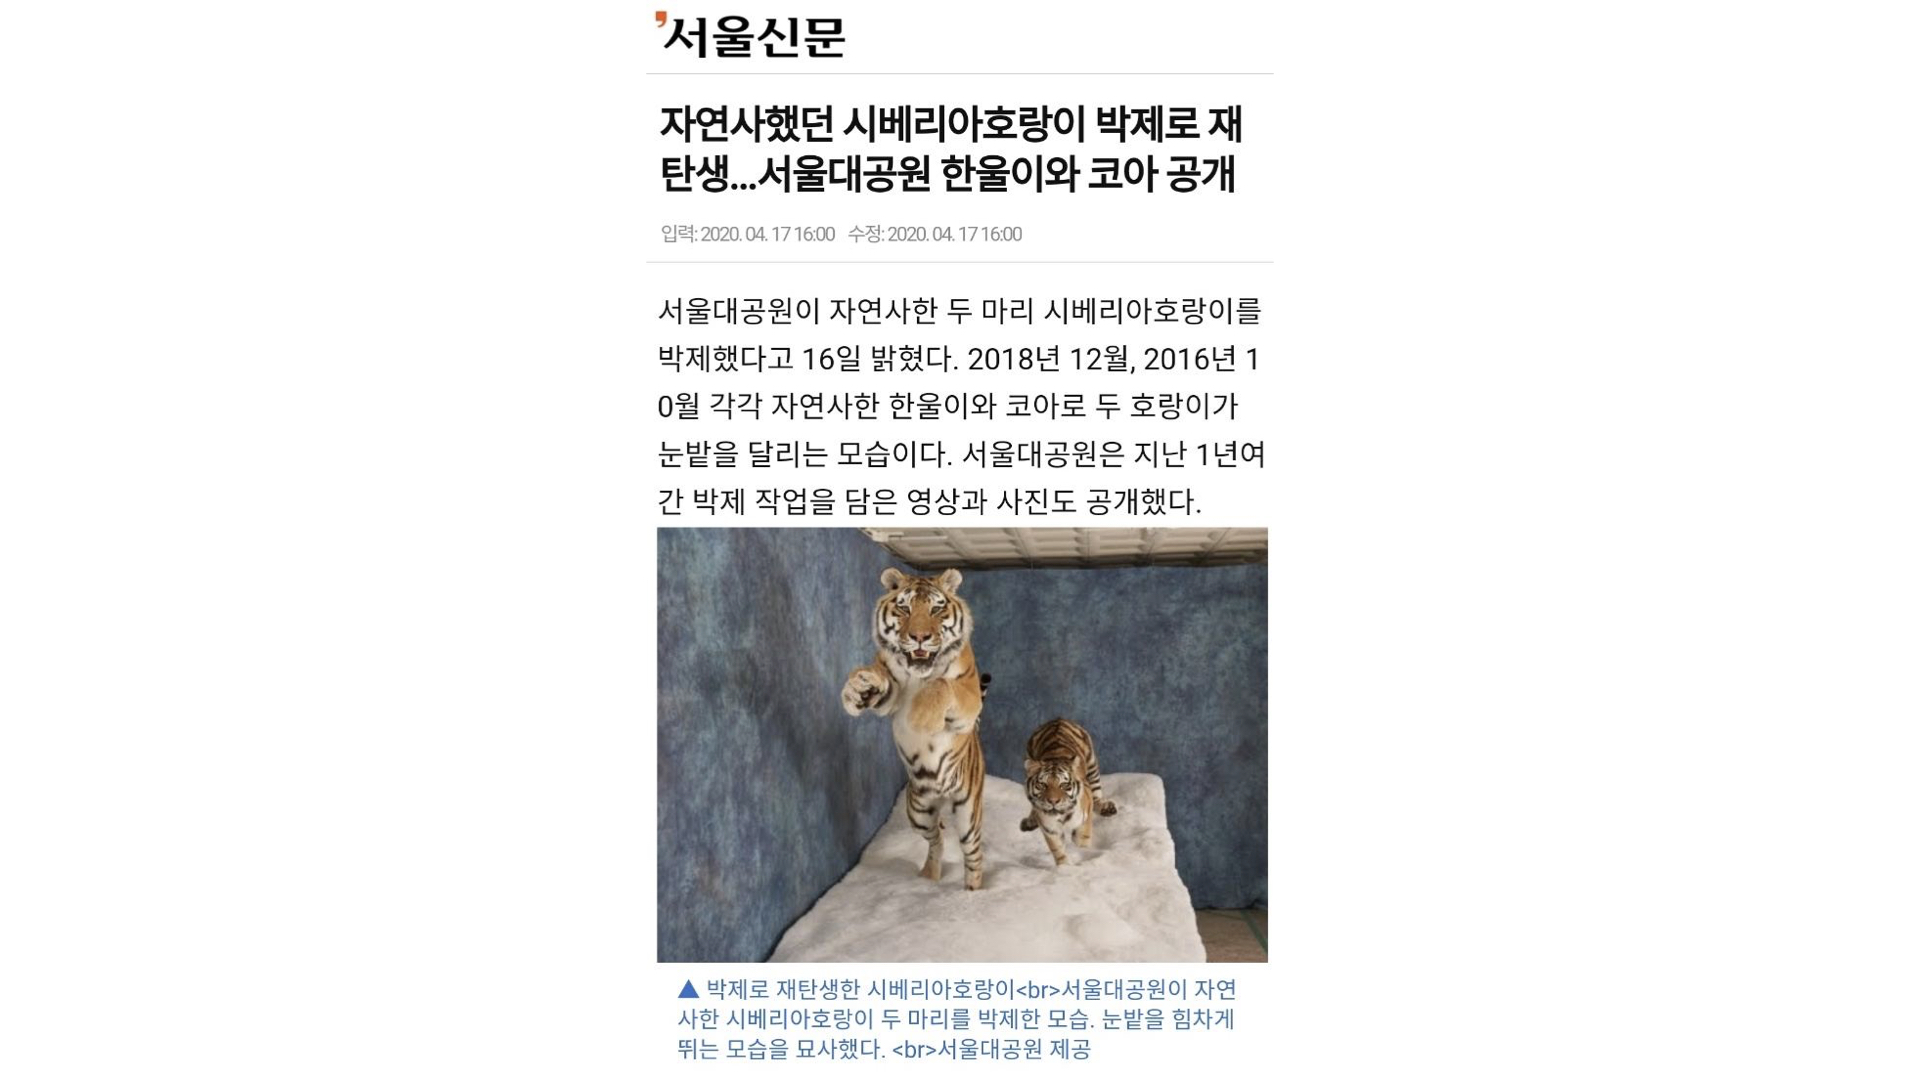 서울신문
자연사했던 시베리아호랑이 박제로 재
탄생...서울대공원 한울이와 코아 공개
입력: 2020. 04. 17 16:00 수정: 2020. 04. 17 16:00
서울대공원이 자연사한 두 마리 시베리아호랑이를
박제했다고 16일 밝혔다. 2018년 12월, 2016년 1
0월 각각 자연사한 한울이와 코아로 두 호랑이가
눈밭을 달리는 모습이다. 서울대공원은 지난 1년여
간 박제 작업을 담은 영상과 사진도 공개했다.
▲ 박제로 재탄생한 시베리아호랑이<br>서울대공원이 자연
사한 시베리아호랑이 두 마리를 박제한 모습. 눈밭을 힘차게
뛰는 모습을 묘사했다. <br>서울대공원 제공